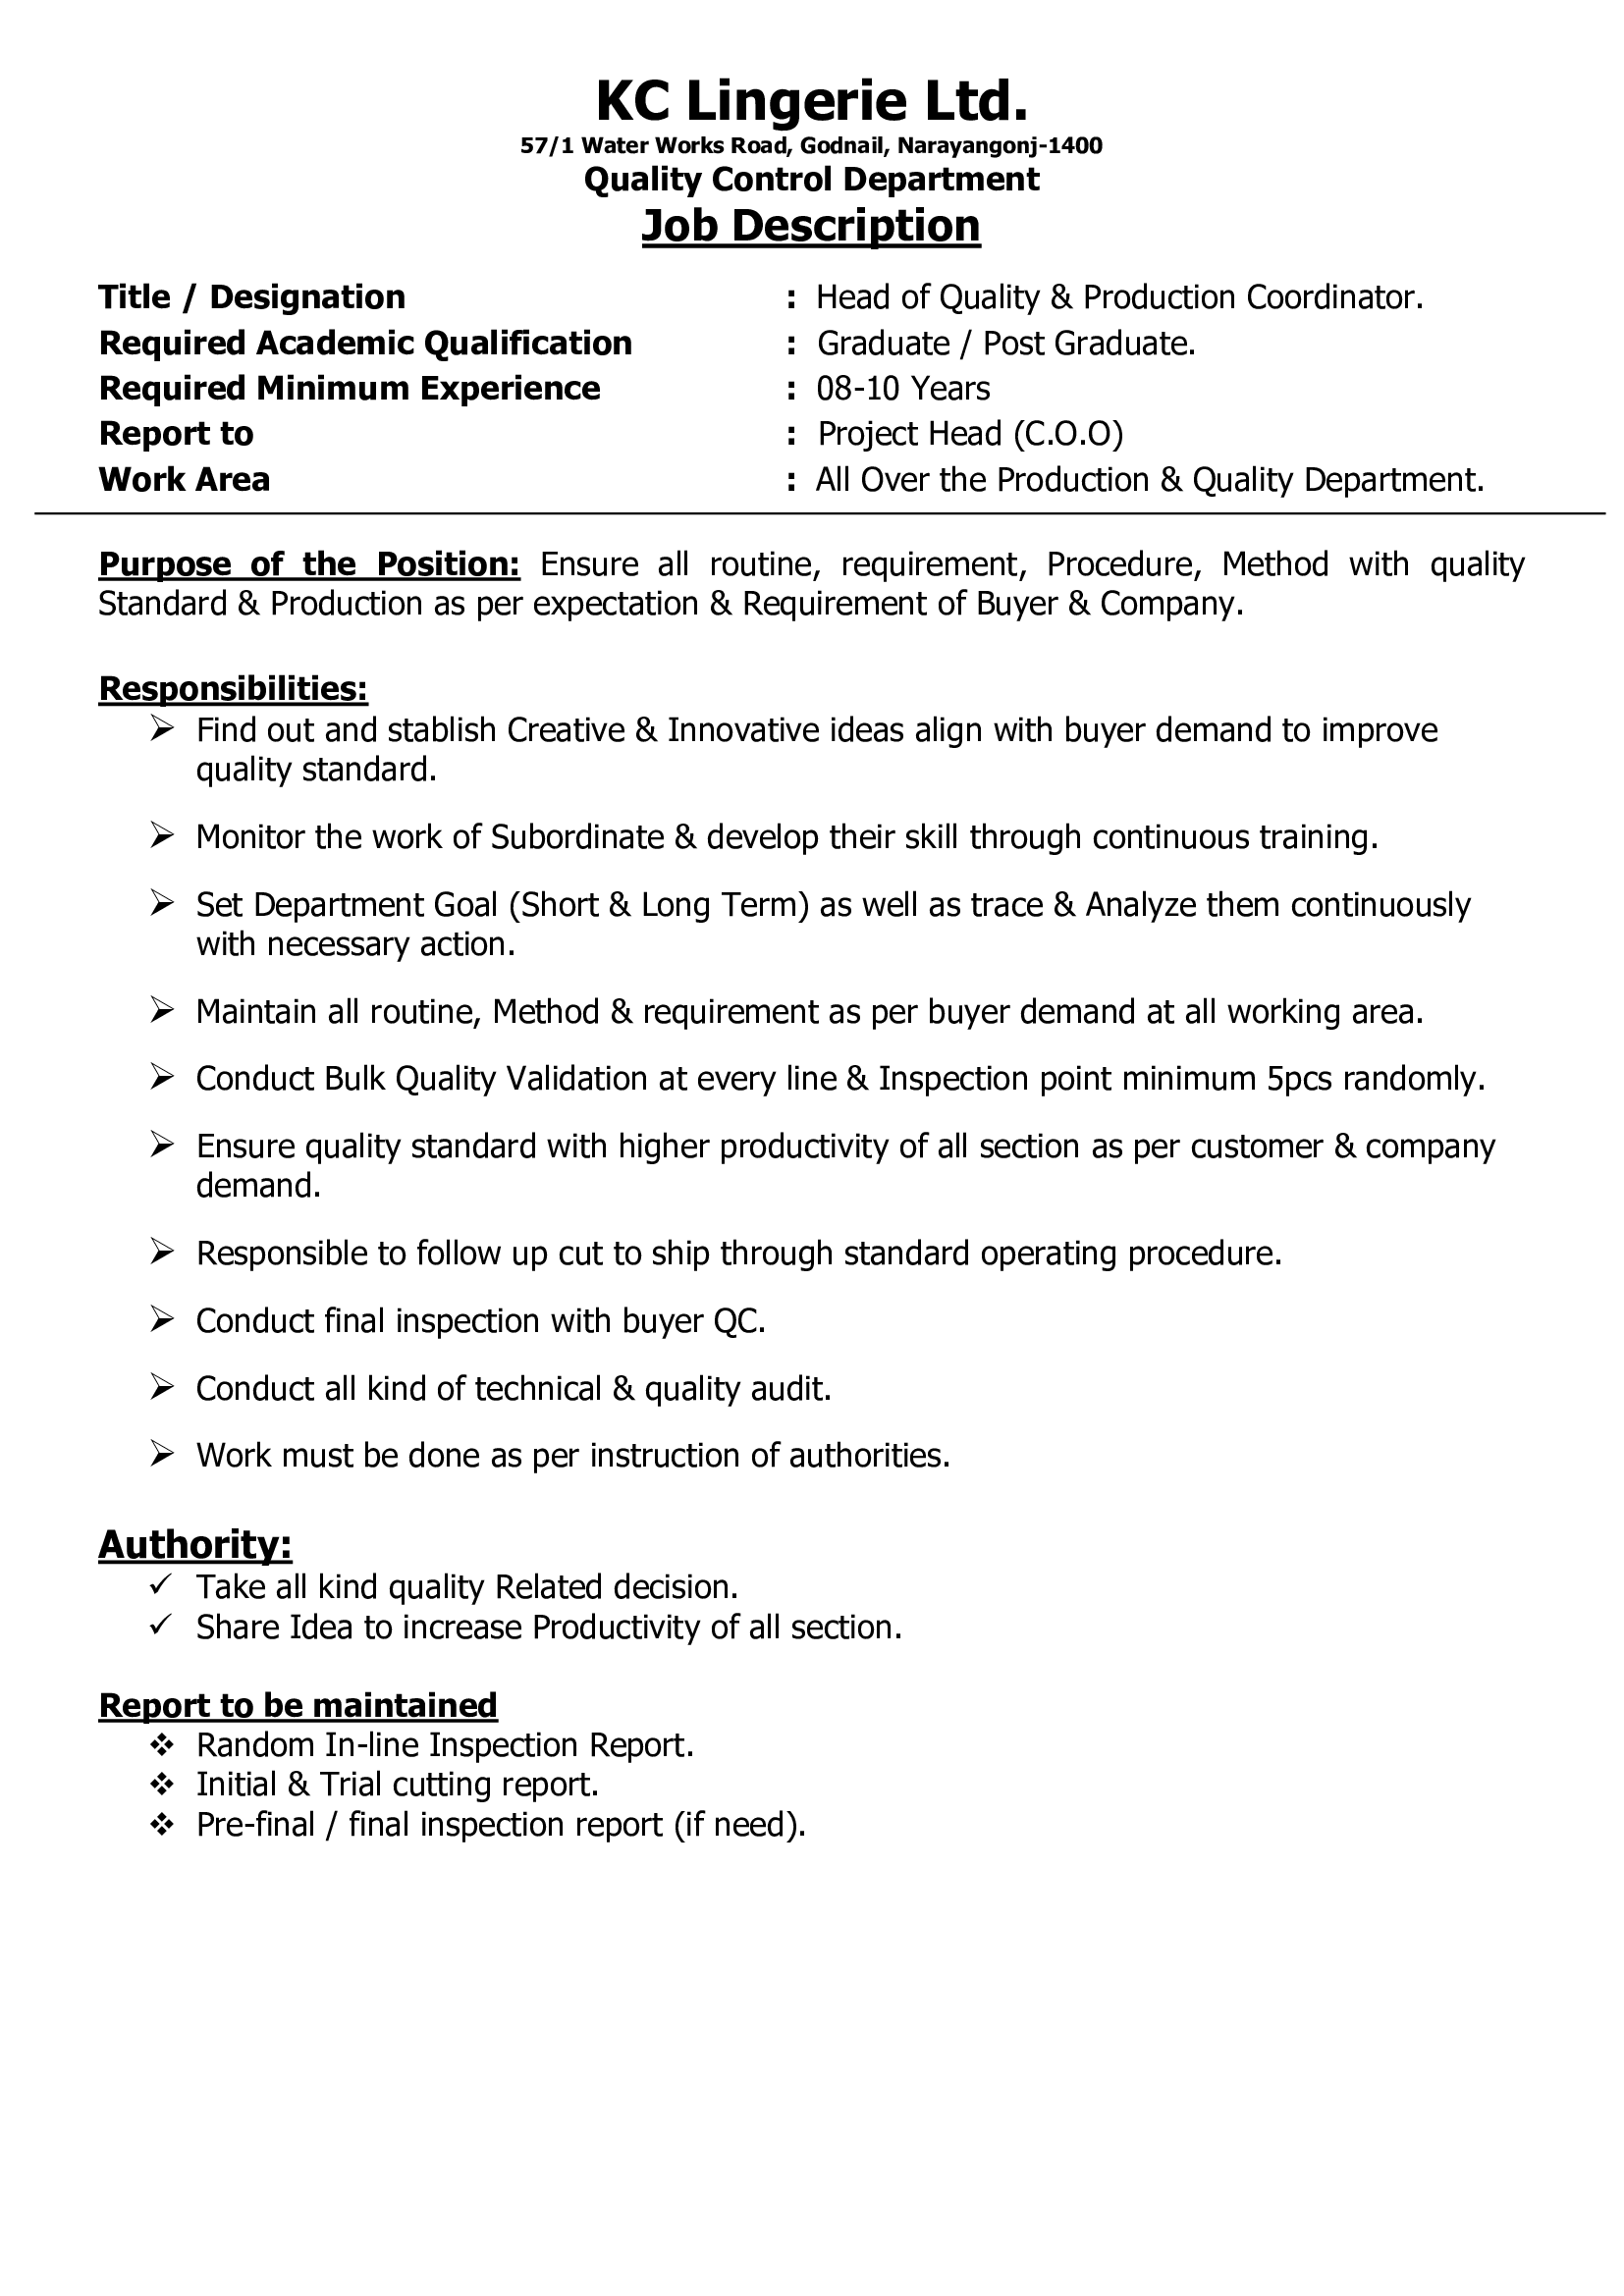 KC Lingerie Ltd.
57/1 Water Works Road, Godnail, Narayangonj-1400
Quality Control Department
Job Description
Title / Designation : Head of Quality & Production Coordinator.
Required Academic Qualification : Graduate / Post Graduate.
Required Minimum Experience : 08-10 Years
Report to : Project Head (C.O.O)
Work Area : All Over the Production & Quality Department.
Purpose of the Position: Ensure all routine, requirement, Procedure, Method with quality
Standard & Production as per expectation & Requirement of Buyer & Company.
Responsibilities:
➢ Find out and stablish Creative & Innovative ideas align with buyer demand to improve
quality standard.
➢ Monitor the work of Subordinate & develop their skill through continuous training.
➢ Set Department Goal (Short & Long Term) as well as trace & Analyze them continuously
with necessary action.
➢ Maintain all routine, Method & requirement as per buyer demand at all working area.
➢ Conduct Bulk Quality Validation at every line & Inspection point minimum 5pcs randomly.
➢ Ensure quality standard with higher productivity of all section as per customer & company
demand.
➢ Responsible to follow up cut to ship through standard operating procedure.
➢ Conduct final inspection with buyer QC.
➢ Conduct all kind of technical & quality audit.
➢ Work must be done as per instruction of authorities.
Authority:
✓ Take all kind quality Related decision.
✓ Share Idea to increase Productivity of all section.
Report to be maintained
❖ Random In-line Inspection Report.
❖ Initial & Trial cutting report.
❖ Pre-final / final inspection report (if need).